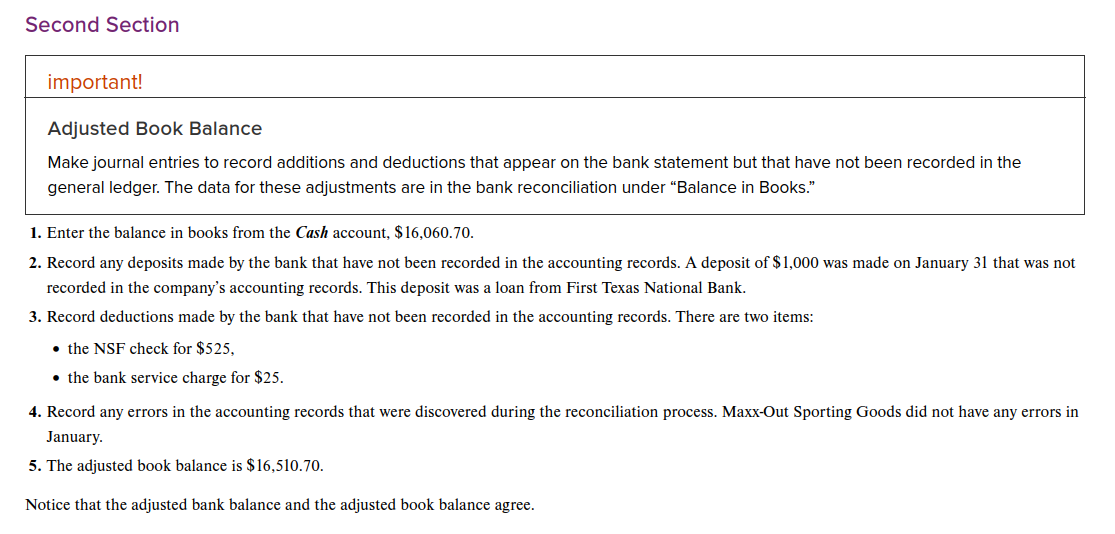 Second Section
important!
Adjusted Book Balance
Make journal entries to record additions and deductions that appear on the bank statement but that have not been recorded in the
general ledger. The data for these adjustments are in the bank reconciliation under “Balance in Books.”
1. Enter the balance in books from the Cash account, $16,060.70.
2. Record any deposits made by the bank that have not been recorded in the accounting records. A deposit of $1,000 was made on January 31 that was not
recorded in the company’s accounting records. This deposit was a loan from First Texas National Bank.
3. Record deductions made by the bank that have not been recorded in the accounting records. There are two items:
• the NSF check for $525,
• the bank service charge for $25.
4. Record any errors in the accounting records that were discovered during the reconciliation process. Maxx-Out Sporting Goods did not have any errors in
January.
5. The adjusted book balance is $16,510.70.
Notice that the adjusted bank balance and the adjusted book balance agree.